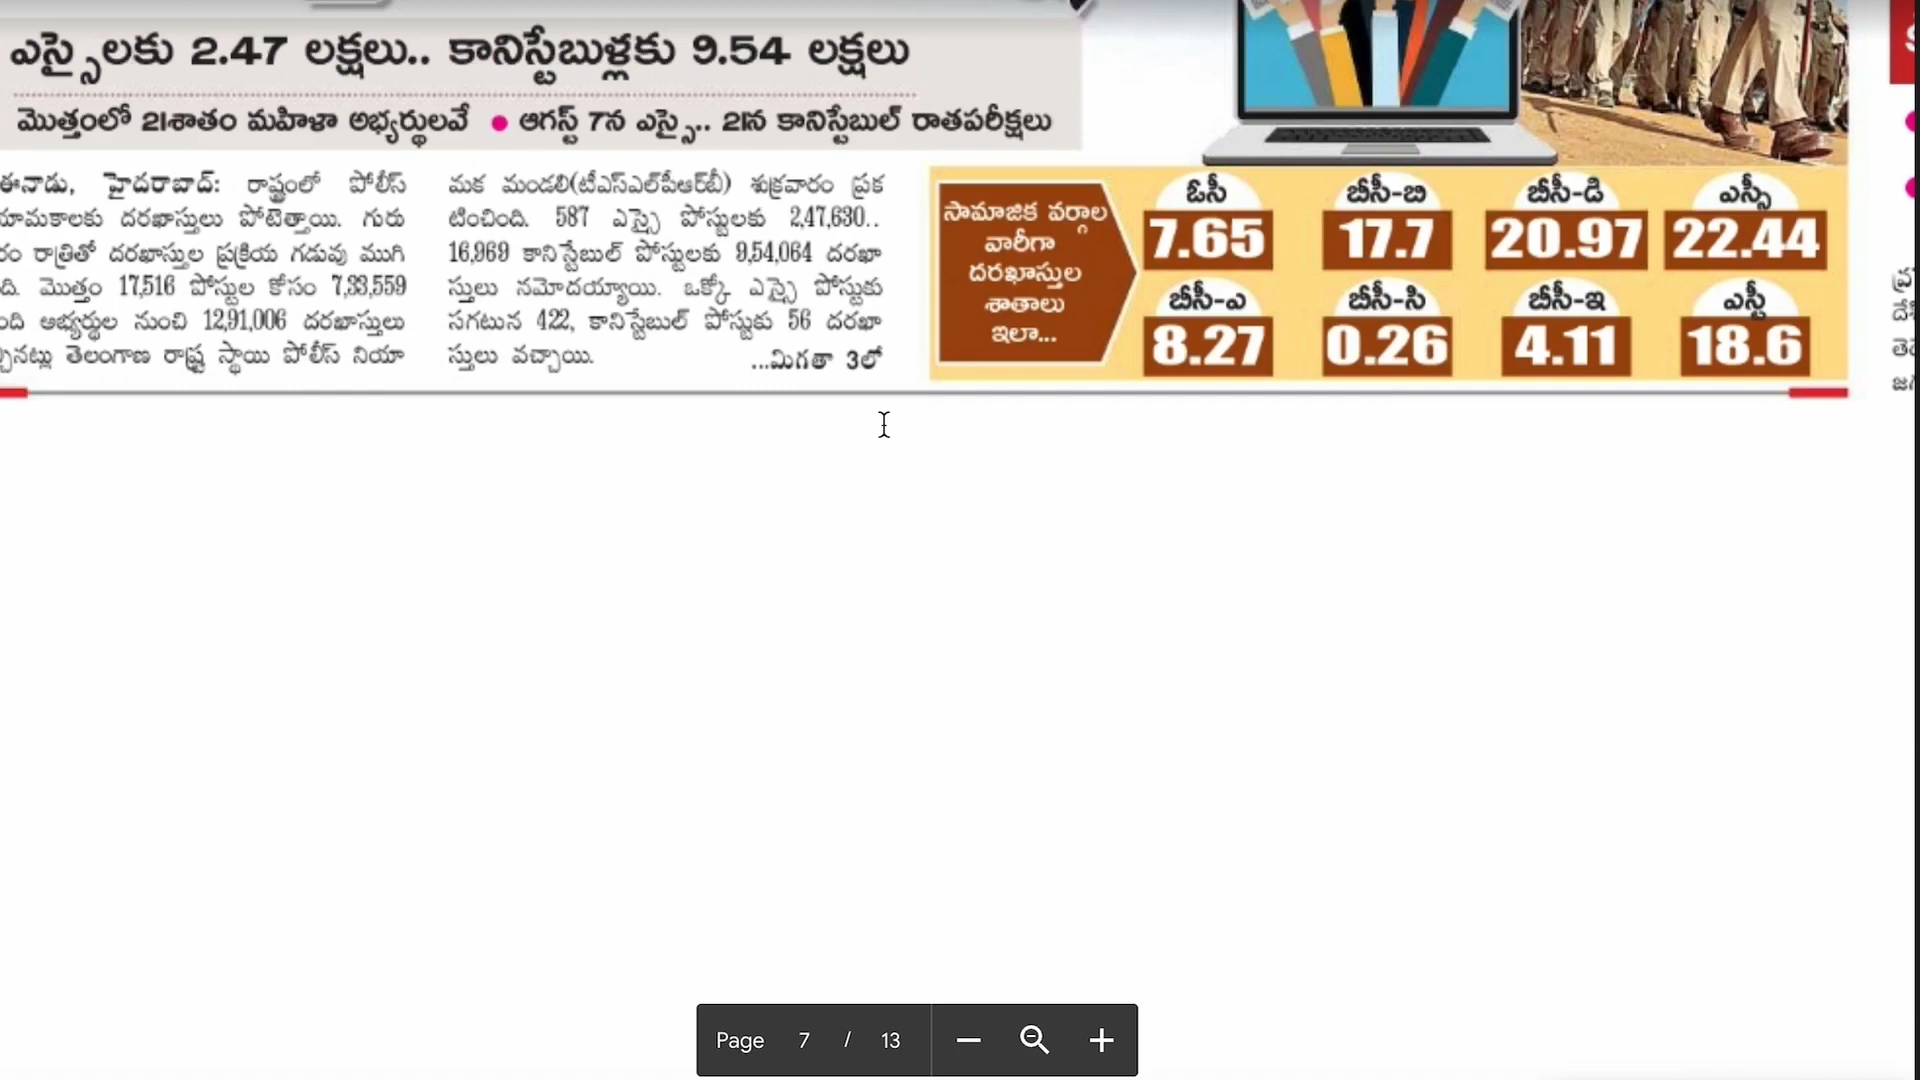 ఎస్సైలకు 2.47 లక్షలు.. కానిస్టేబుళ్లకు 9.54 లక్షలు
మొత్తంలో 21శాతం మహిళా అభ్యర్థులవే ● ఆగస్ట్ 7న ఎస్సై.. 21న కానిస్టేబుల్ రాతపరీక్షలు
ఈనాడు, హైదరాబాద్: రాష్ట్రంలో పోలీస్
యామకాలకు దరఖాస్తులు పోటెత్తాయి. గురు
రం రాత్రితో దరఖాస్తుల ప్రక్రియ గడువు ముగి
ది. మొత్తం 17,516 పోస్టుల కోసం 7,33,559
ంది అభ్యర్థుల నుంచి 12,91,006 దరఖాస్తులు
చ్చినట్లు తెలంగాణ రాష్ట్ర స్థాయి పోలీస్ నియా
మక మండలి(టీఎస్ఎల్‌పీఆర్‌బీ) శుక్రవారం ప్రక
టించింది. 587 ఎస్సై పోస్టులకు 2,47,630..
16,969 కానిస్టేబుల్ పోస్టులకు 9,54,064 దరఖా
స్తులు నమోదయ్యాయి. ఒక్కో ఎస్సై పోస్టుకు
సగటున 422, కానిస్టేబుల్ పోస్టుకు 56 దరఖా
స్తులు వచ్చాయి. ...మిగతా 3లో
సామాజిక వర్గాల
వారీగా
దరఖాస్తుల
శాతాలు
ఇలా...
ఓసీ బీసీ-బి బీసీ-డి ఎస్సీ
7.65 17.7 20.97 22.44
బీసీ-ఎ బీసీ-సి బీసీ-ఇ ఎస్టీ
8.27 0.26 4.11 18.6
Page 7 / 13